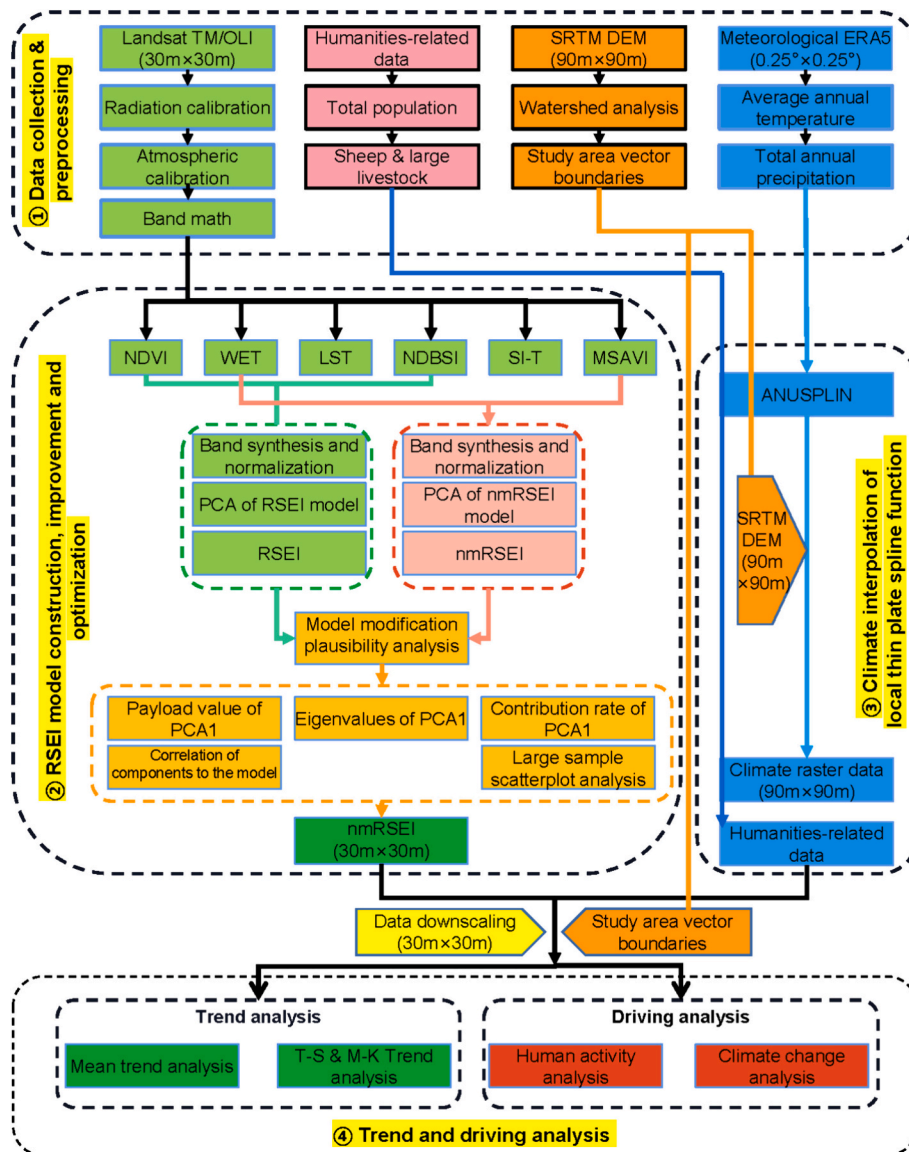 ① Data collection &
preprocessing
Landsat TM/OLI
(30m×30m)
Radiation calibration
Atmospheric
calibration
Band math
Humanities-related
data
Total population
Sheep & large
livestock
SRTM DEM
(90m×90m)
Watershed analysis
Study area vector
boundaries
Meteorological ERA5
(0.25°×0.25°)
Average annual
temperature
Total annual
precipitation
② RSEI model construction, improvement and
optimization
NDVI
WET
LST
NDBSI
SI-T
MSAVI
Band synthesis and
normalization
PCA of RSEI model
RSEI
Band synthesis and
normalization
PCA of nmRSEI
model
nmRSEI
Model modification
plausibility analysis
Payload value of
PCA1
Eigenvalues of PCA1
Contribution rate of
PCA1
Correlation of
components to the model
Large sample
scatterplot analysis
nmRSEI
(30m×30m)
③ Climate interpolation of
local thin plate spline function
ANUSPLIN
SRTM
DEM
(90m
×90m)
Climate raster data
(90m×90m)
Humanities-related
data
Data downscaling
(30m×30m)
Study area vector
boundaries
Trend analysis
Mean trend analysis
T-S & M-K Trend
analysis
Driving analysis
Human activity
analysis
Climate change
analysis
④ Trend and driving analysis